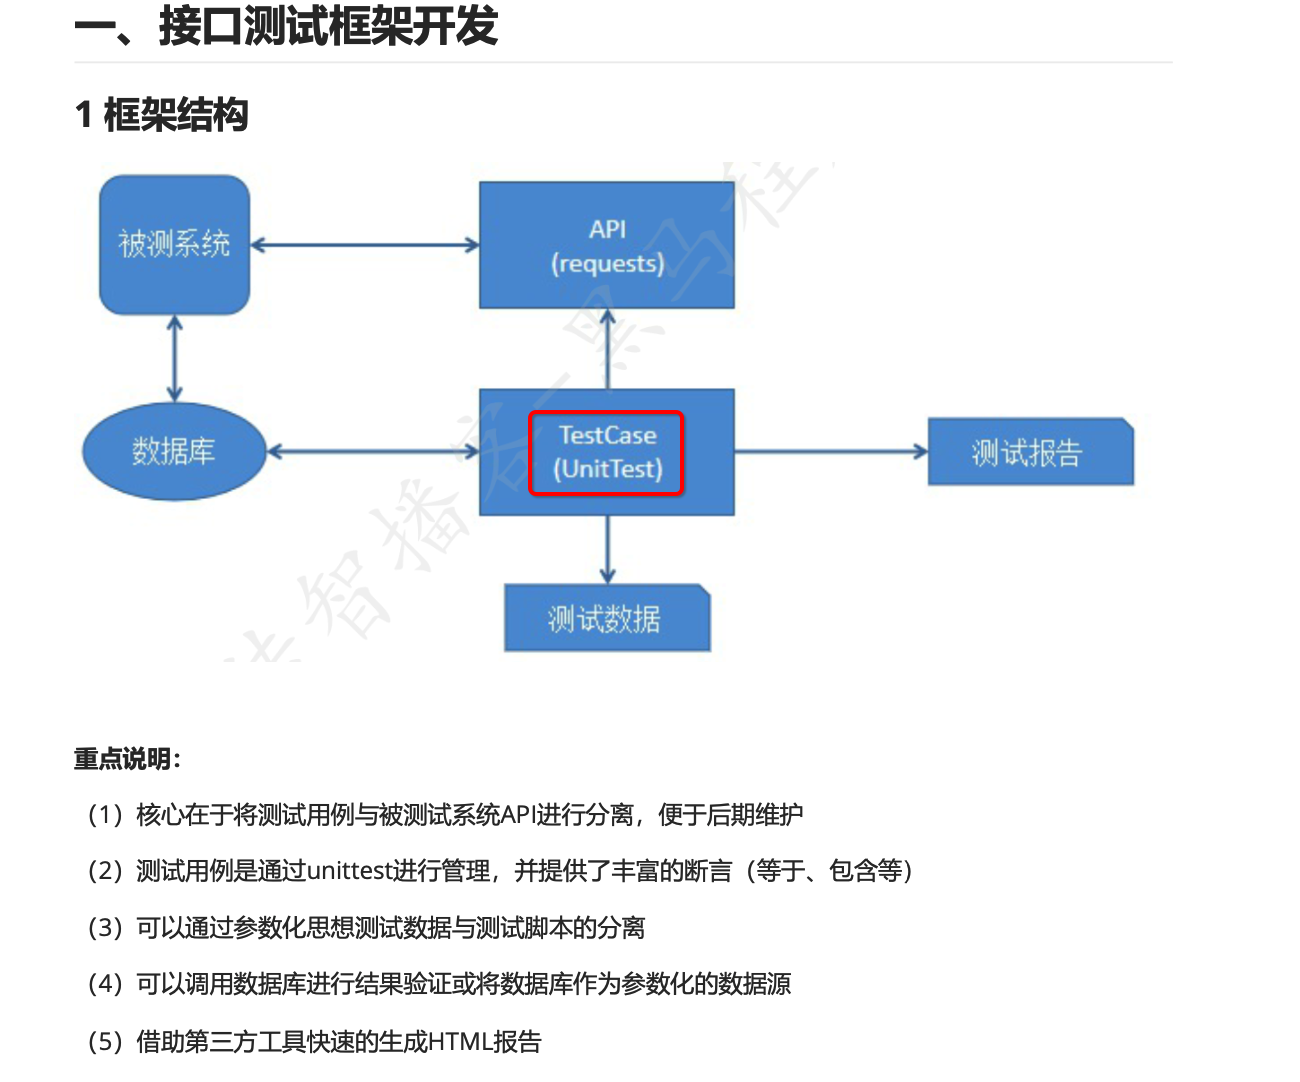 一、接口测试框架开发
1 框架结构
被测系统
API
(requests)
数据库
TestCase
(UnitTest)
测试报告
测试数据
传智播客-黑马程
重点说明：
（1）核心在于将测试用例与被测试系统API进行分离，便于后期维护
（2）测试用例是通过unittest进行管理，并提供了丰富的断言（等于、包含等）
（3）可以通过参数化思想测试数据与测试脚本的分离
（4）可以调用数据库进行结果验证或将数据库作为参数化的数据源
（5）借助第三方工具快速的生成HTML报告